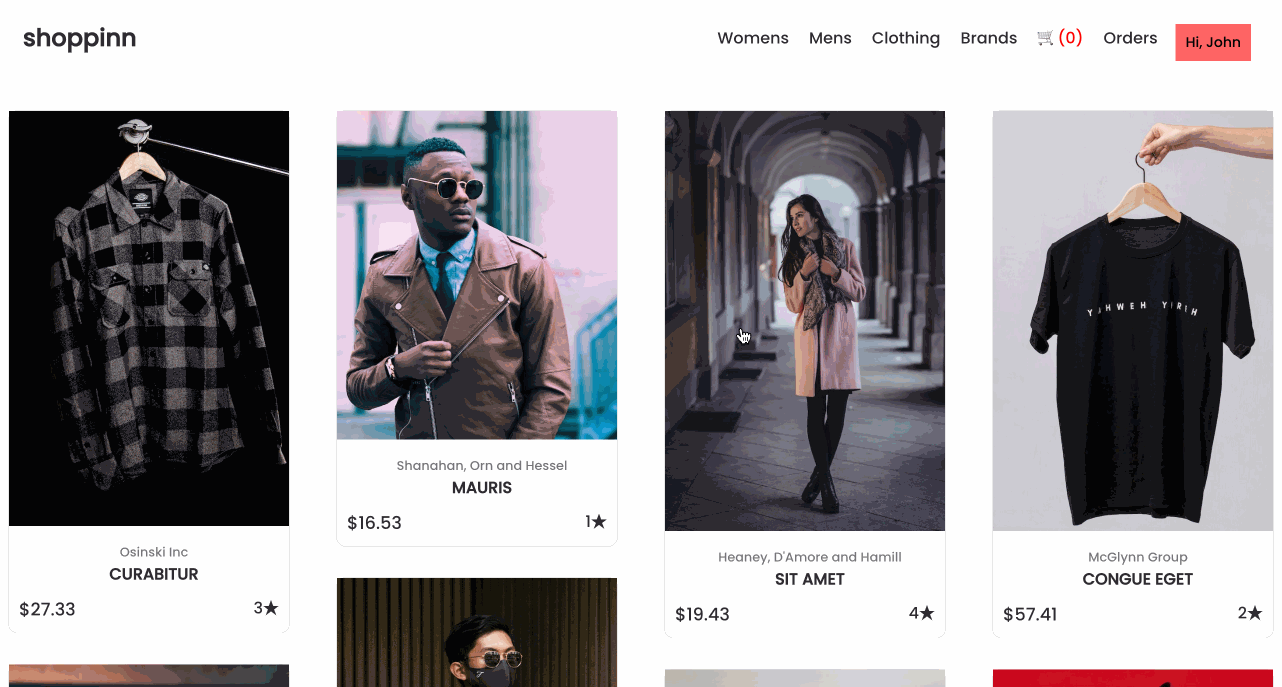 shoppinn
Womens Mens Clothing Brands 🛒 (0) Orders Hi, John
Osinski Inc
CURABITUR
$27.33 3★
Shanahan, Orn and Hessel
MAURIS
$16.53 1★
Heaney, D'Amore and Hamill
SIT AMET
$19.43 4★
YAHWEH YIREH
McGlynn Group
CONGUE EGET
$57.41 2★